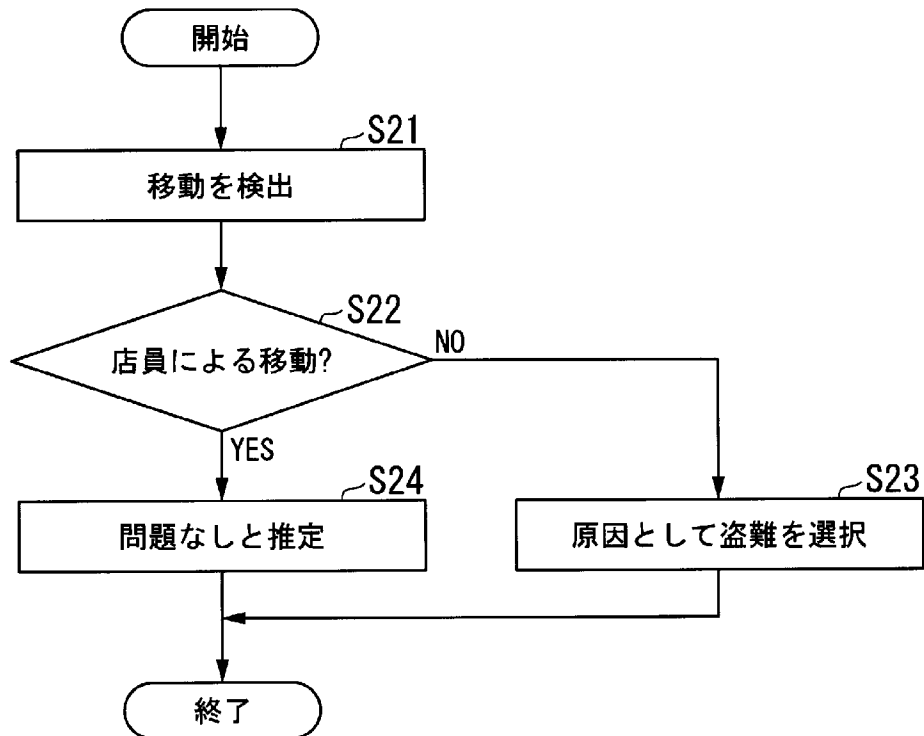 開始
S21
移動を検出
S22
店員による移動?
NO
YES
S24
問題なしと推定
S23
原因として盗難を選択
終了